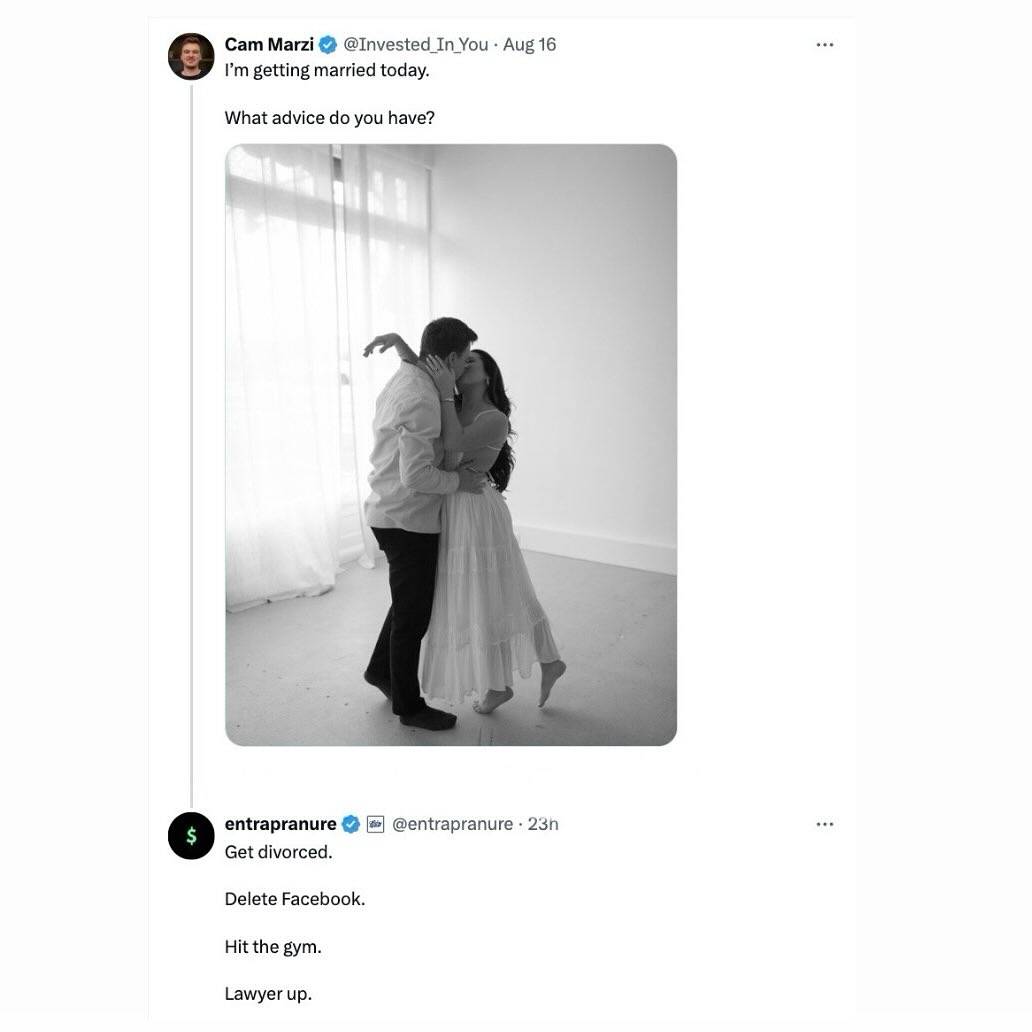 Cam Marzi @Invested_In_You · Aug 16
I’m getting married today.
What advice do you have?
$
entrapranure @entrapranure · 23h
Get divorced.
Delete Facebook.
Hit the gym.
Lawyer up.